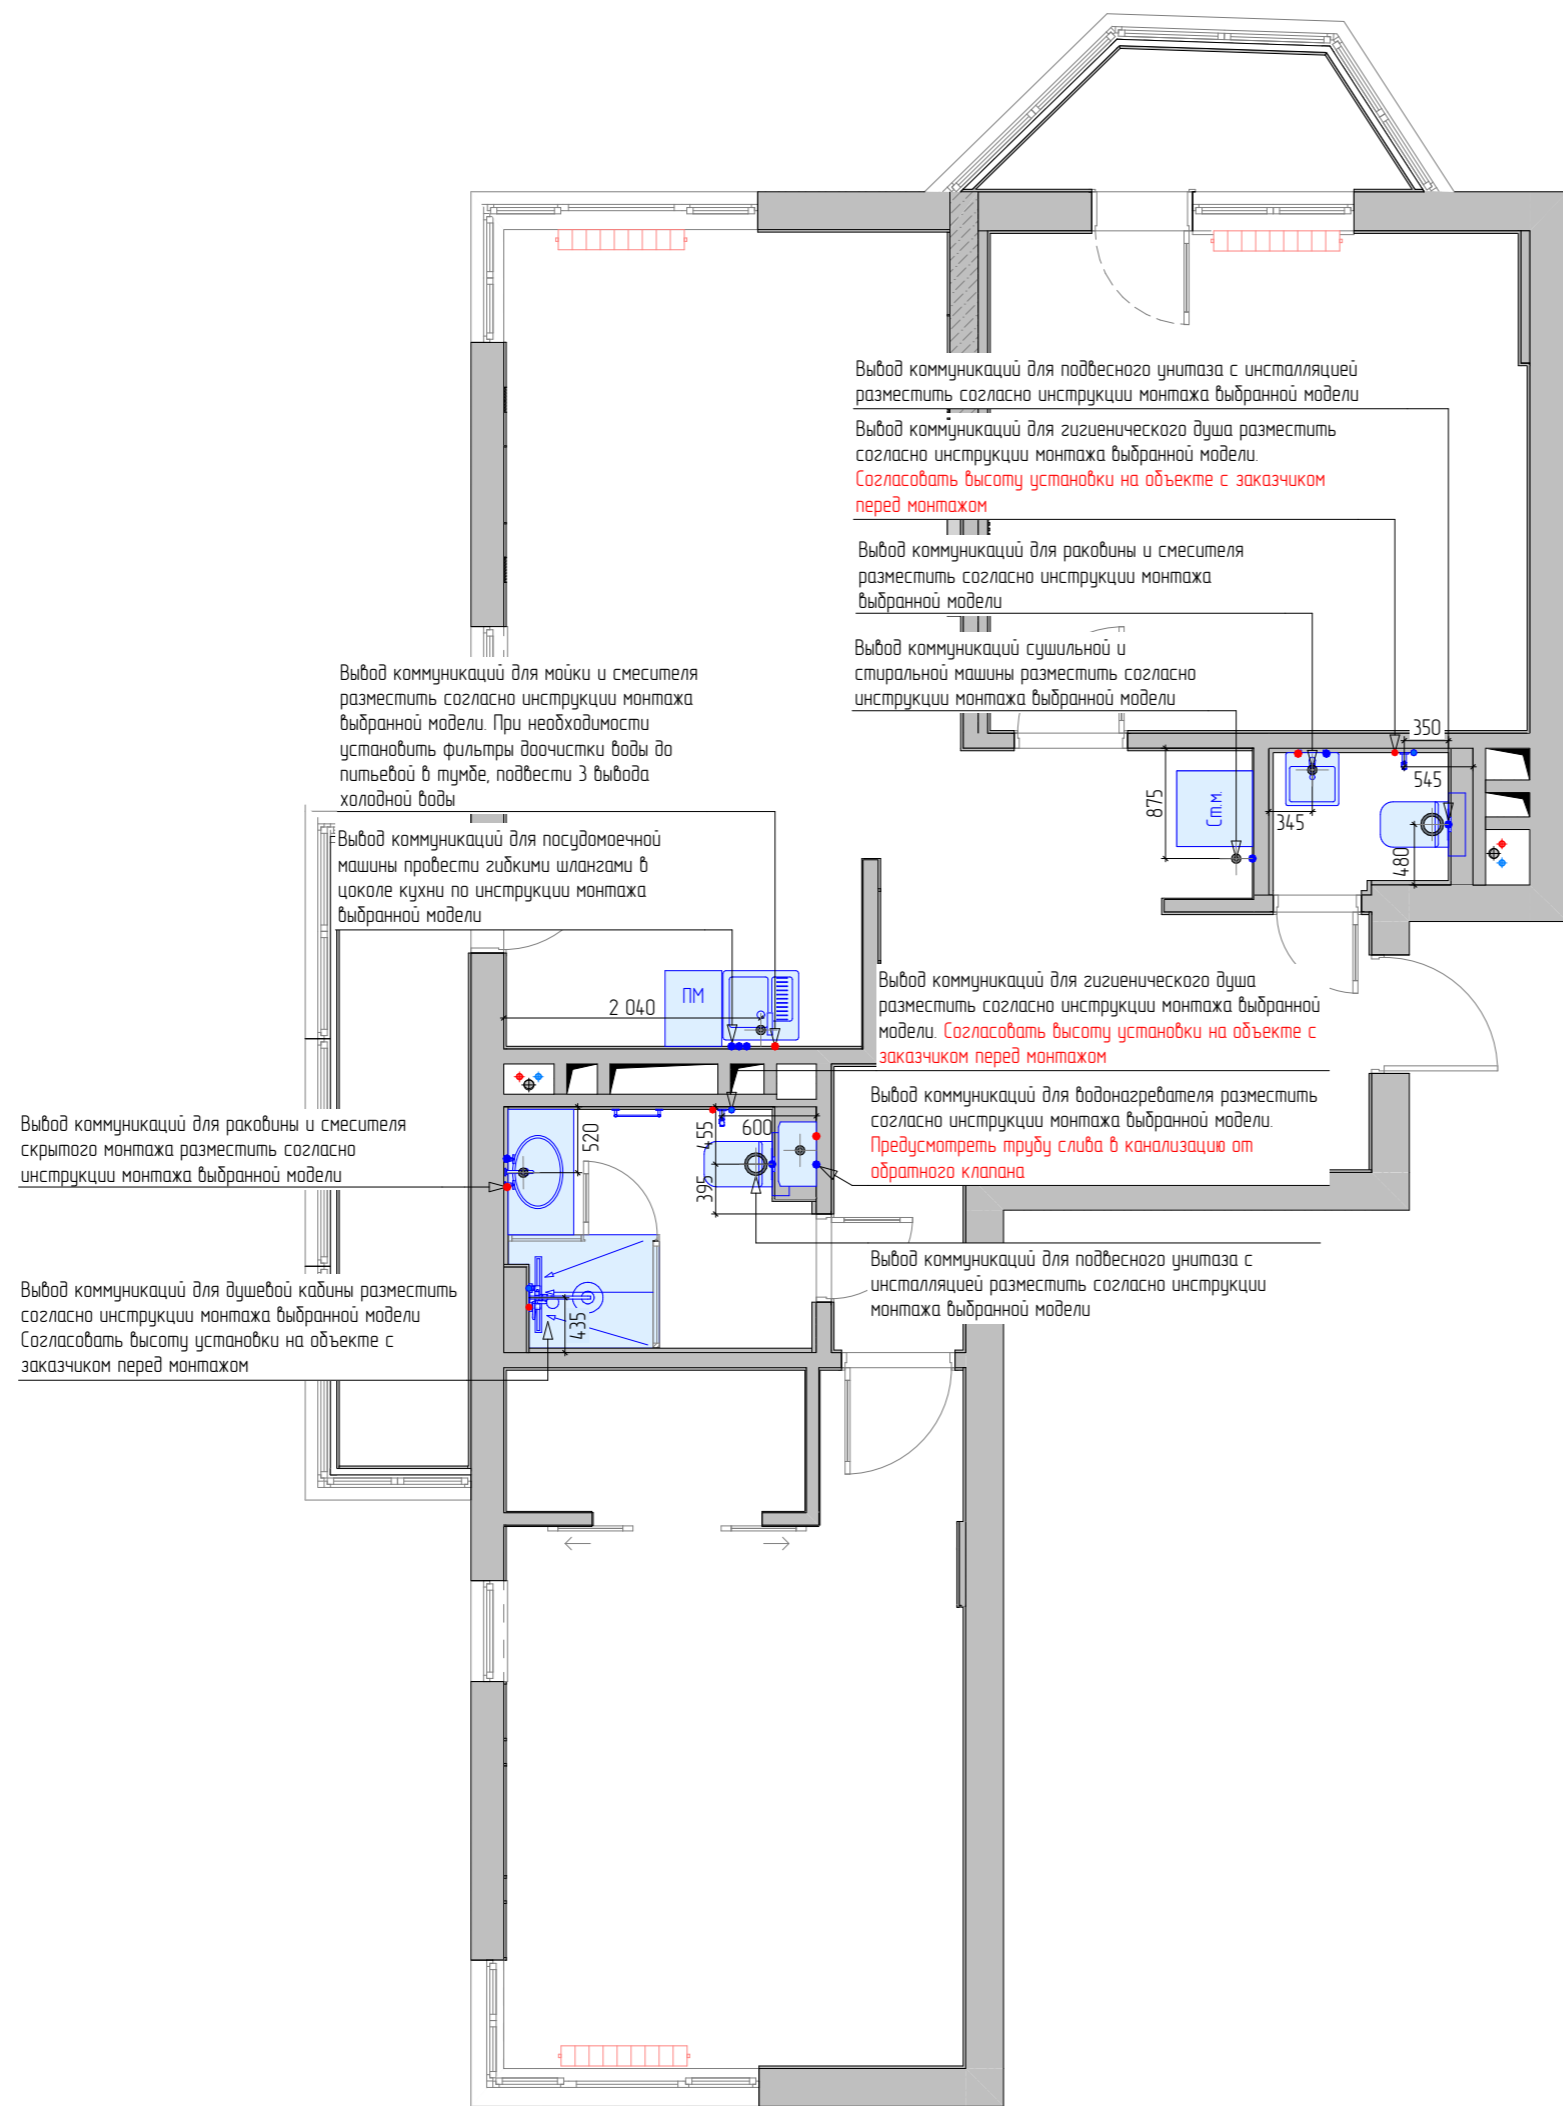 Вывод коммуникаций для подвесного унитаза с инсталляцией
разместить согласно инструкции монтажа выбранной модели
Вывод коммуникаций для гигиенического душа разместить
согласно инструкции монтажа выбранной модели.
Согласовать высоту установки на объекте с заказчиком
перед монтажом
Вывод коммуникаций для раковины и смесителя
разместить согласно инструкции монтажа
выбранной модели
Вывод коммуникаций сушильной и
стиральной машины разместить согласно
инструкции монтажа выбранной модели
Вывод коммуникаций для мойки и смесителя
разместить согласно инструкции монтажа
выбранной модели. При необходимости
установить фильтры доочистки воды до
питьевой в тумбе, подвести 3 вывода
холодной воды
350
545
875
Ст.м.
345
480
Вывод коммуникаций для посудомоечной
машины провести гибкими шлангами в
цоколе кухни по инструкции монтажа
выбранной модели
ПМ
2 040
Вывод коммуникаций для гигиенического душа
разместить согласно инструкции монтажа выбранной
модели. Согласовать высоту установки на объекте с
заказчиком перед монтажом
Вывод коммуникаций для водонагревателя разместить
согласно инструкции монтажа выбранной модели.
Предусмотреть трубу слива в канализацию от
обратного клапана
Вывод коммуникаций для раковины и смесителя
скрытого монтажа разместить согласно
инструкции монтажа выбранной модели
520
455
600
395
435
Вывод коммуникаций для подвесного унитаза с
инсталляцией разместить согласно инструкции
монтажа выбранной модели
Вывод коммуникаций для душевой кабины разместить
согласно инструкции монтажа выбранной модели
Согласовать высоту установки на объекте с
заказчиком перед монтажом